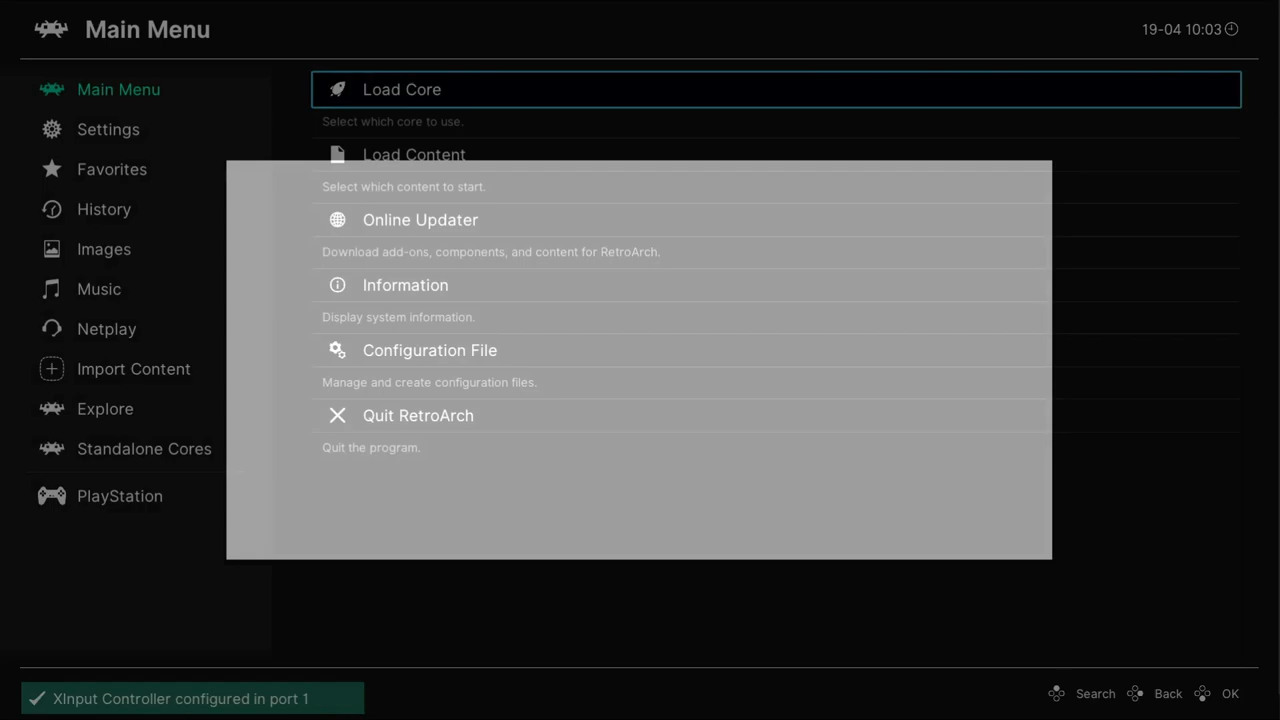 Main Menu
19-04 10:03
Main Menu
Settings
Favorites
History
Images
Music
Netplay
Import Content
Explore
Standalone Cores
PlayStation
Load Core
Select which core to use.
Load Content
Select which content to start.
Online Updater
Download add-ons, components, and content for RetroArch.
Information
Display system information.
Configuration File
Manage and create configuration files.
Quit RetroArch
Quit the program.
XInput Controller configured in port 1
Search Back OK